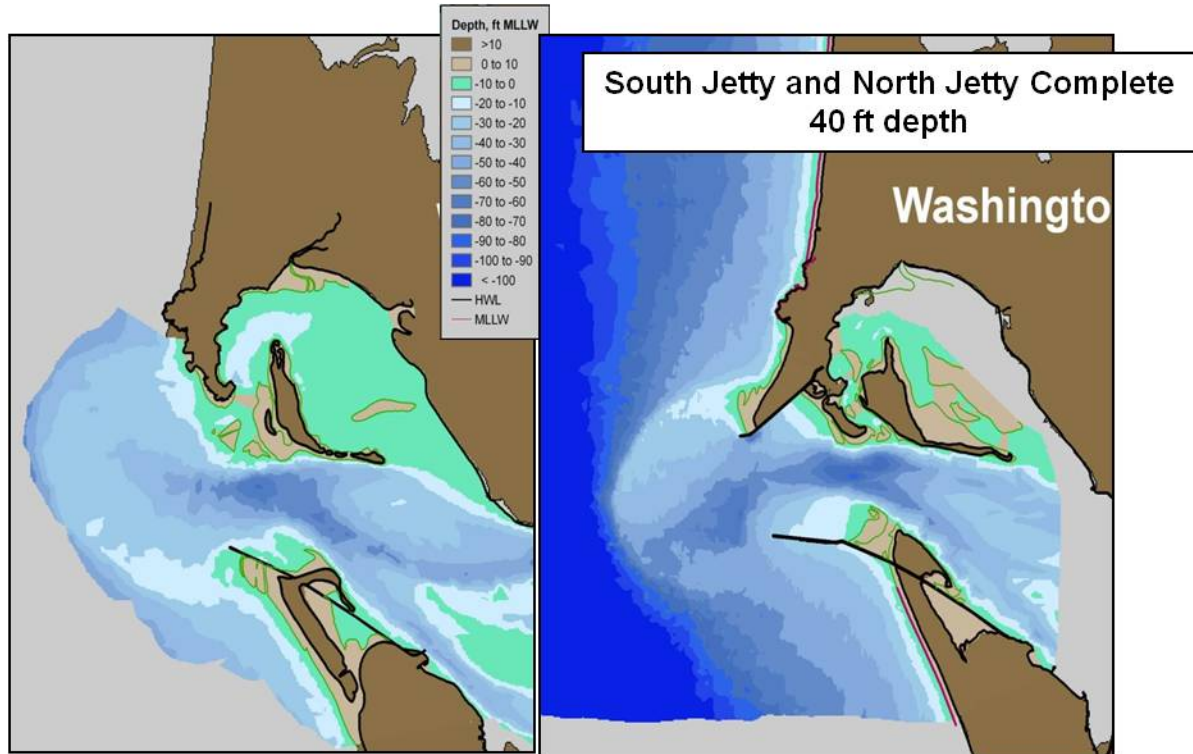 Depth, ft MLLW
>10
0 to 10
-10 to 0
-20 to -10
-30 to -20
-40 to -30
-50 to -40
-60 to -50
-70 to -60
-80 to -70
-90 to -80
-100 to -90
< -100
HWL
MLLW
South Jetty and North Jetty Complete
40 ft depth
Washingto